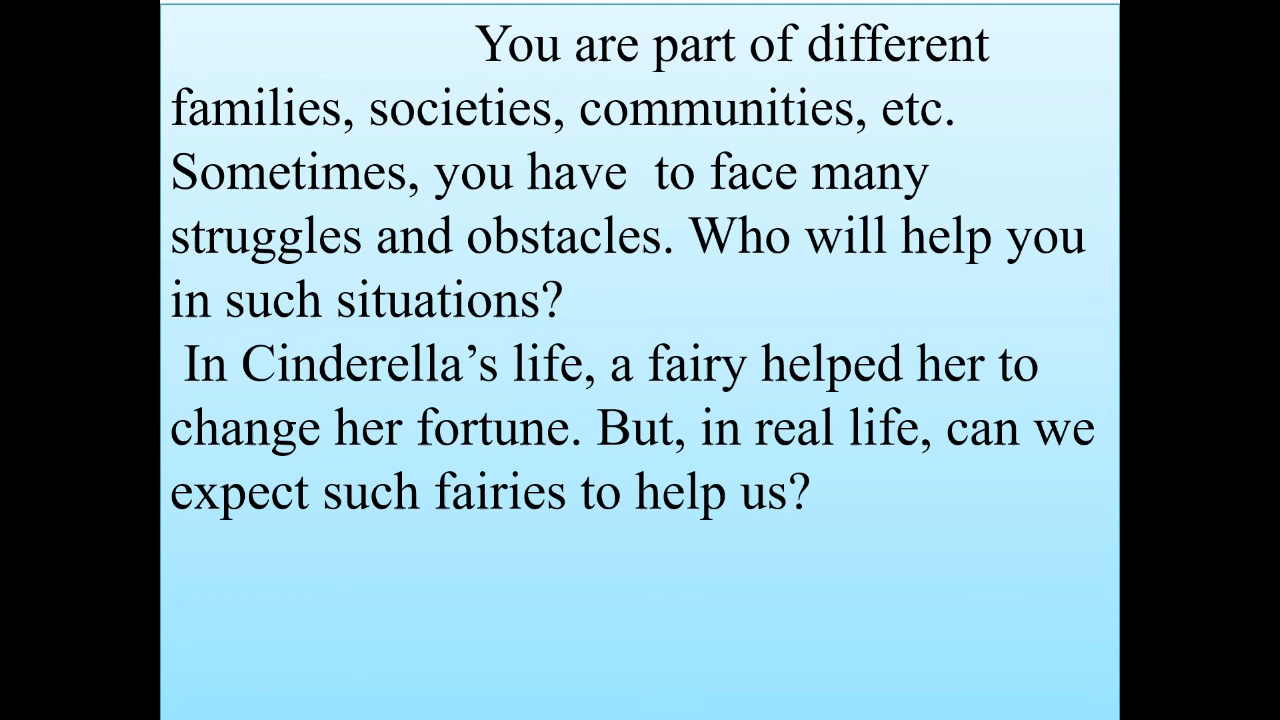 You are part of different
families, societies, communities, etc.
Sometimes, you have  to face many
struggles and obstacles. Who will help you
in such situations?
In Cinderella’s life, a fairy helped her to
change her fortune. But, in real life, can we
expect such fairies to help us?